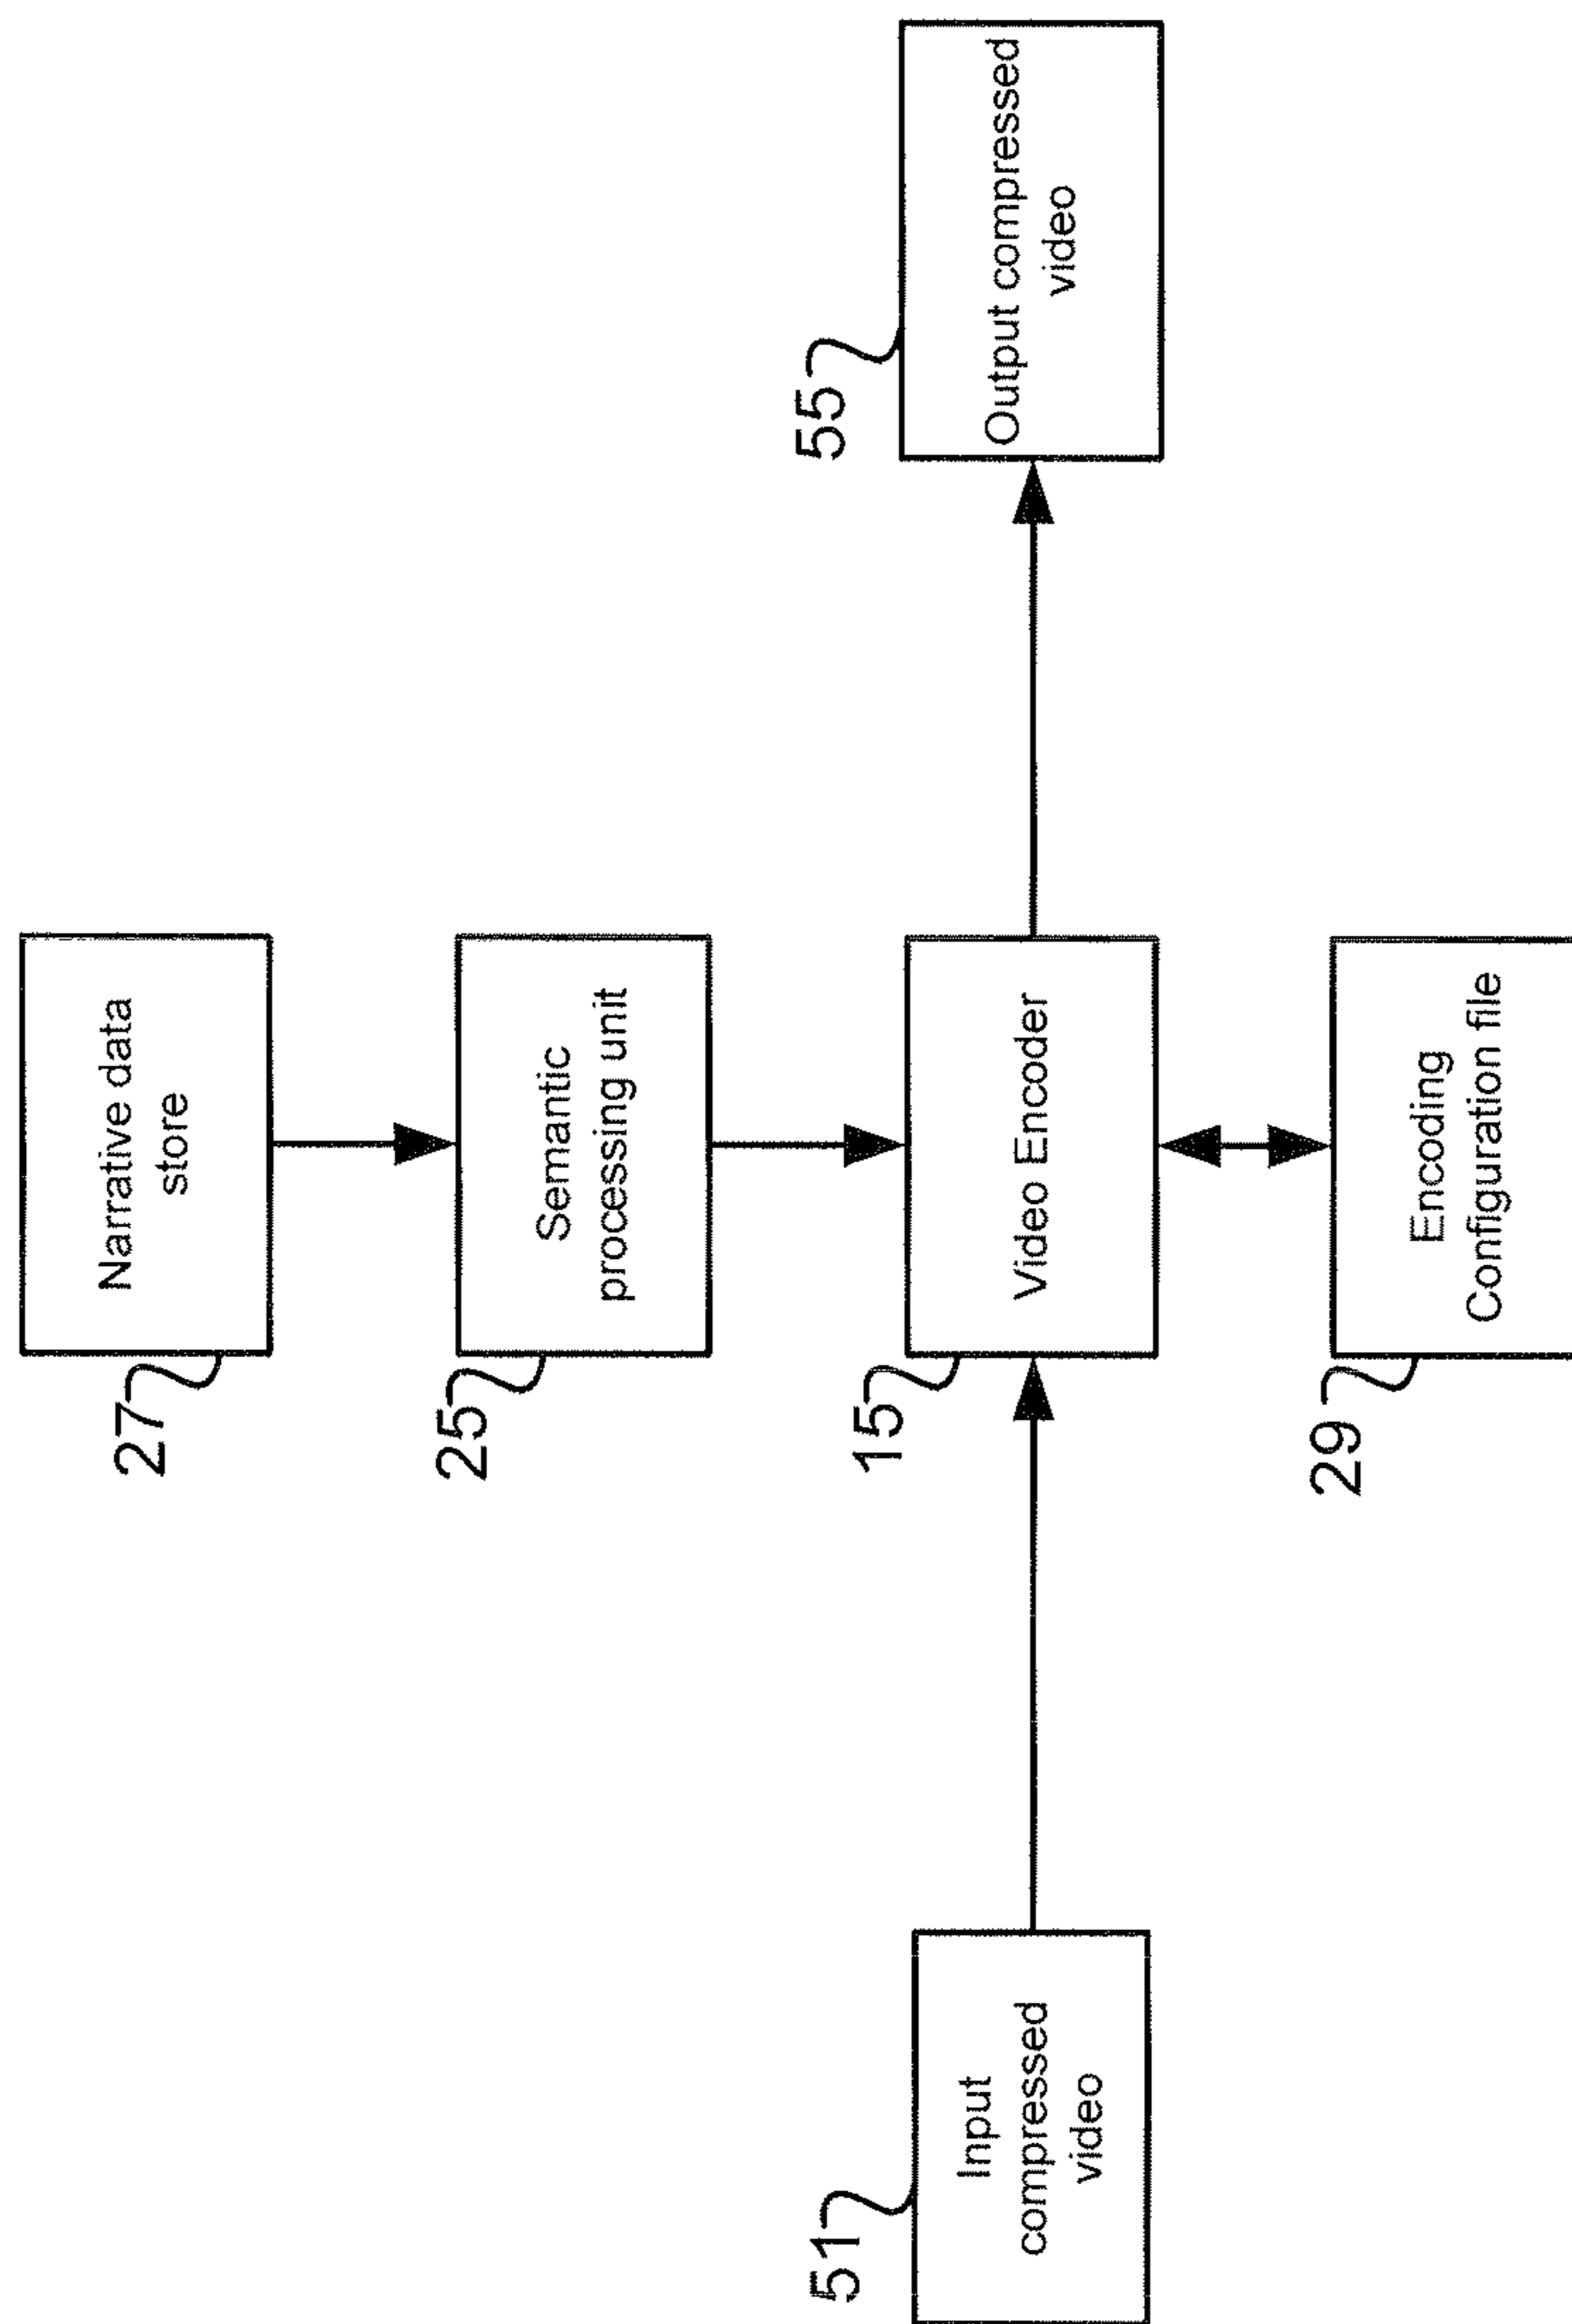 27
Narrative data
store
25
Semantic
processing unit
51
Input
compressed
video
15
Video Encoder
55
Output compressed
video
29
Encoding
Configuration file